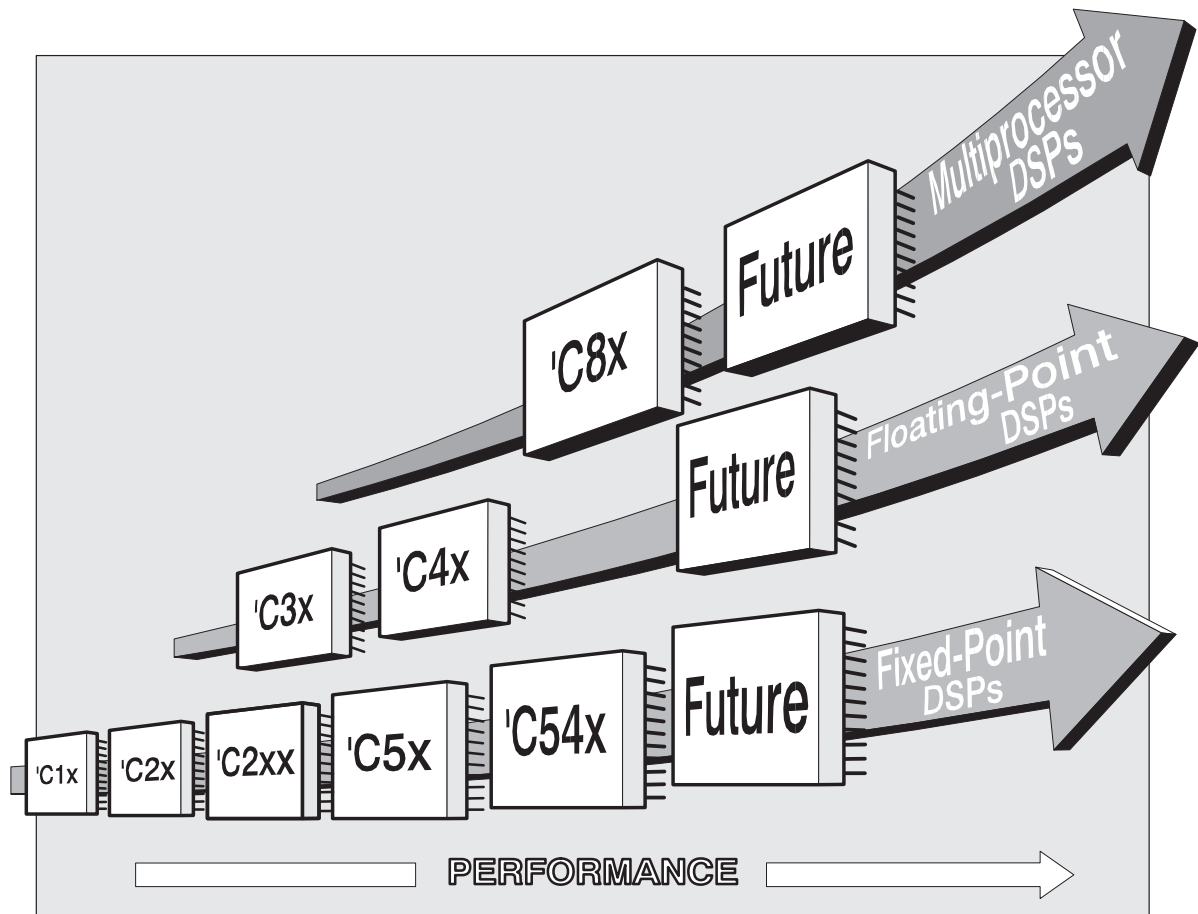 Multiprocessor
DSPs
Future
'C8x
Floating-Point
DSPs
Future
'C4x
'C3x
Fixed-Point
DSPs
'C1x
'C2x
'C2xx
'C5x
'C54x
Future
PERFORMANCE